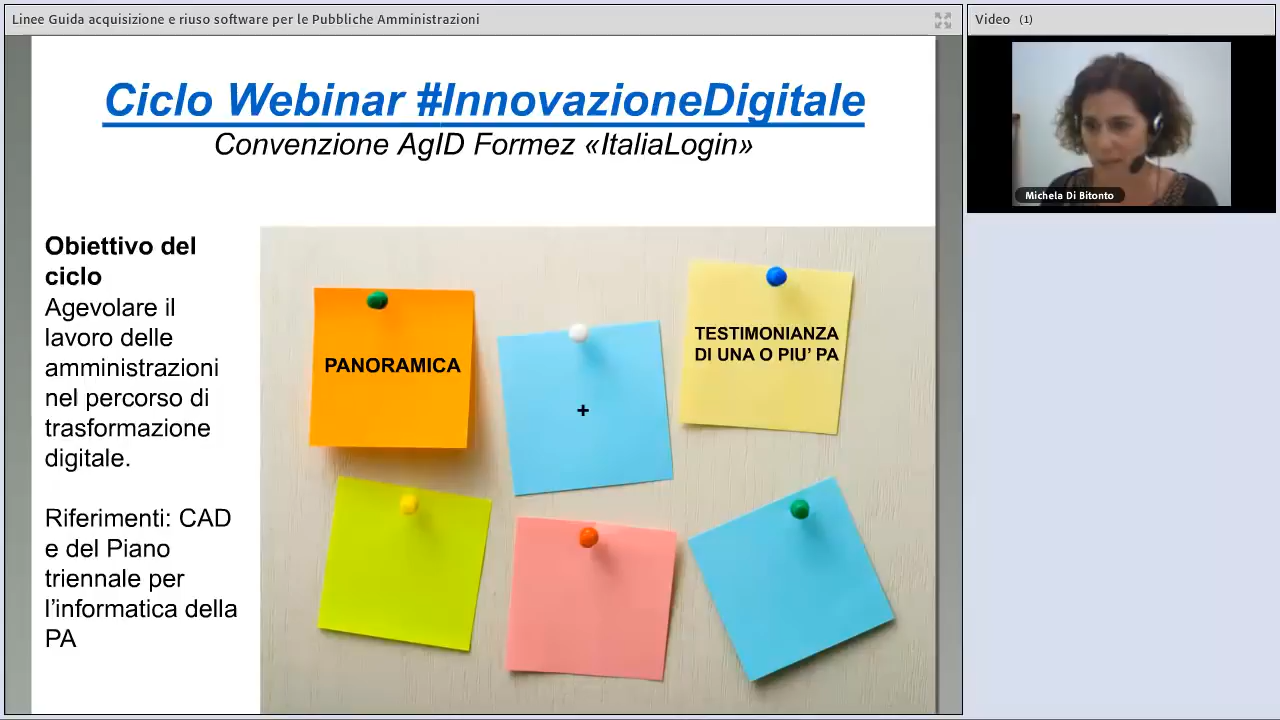 Linee Guida acquisizione e riuso software per le Pubbliche Amministrazioni
Video (1)
Ciclo Webinar #InnovazioneDigitale
Convenzione AgID Formez «ItaliaLogin»
Michela Di Bitonto
Obiettivo del
ciclo
Agevolare il
lavoro delle
amministrazioni
nel percorso di
trasformazione
digitale.
Riferimenti: CAD
e del Piano
triennale per
l’informatica della
PA
PANORAMICA
+
TESTIMONIANZA
DI UNA O PIU’ PA